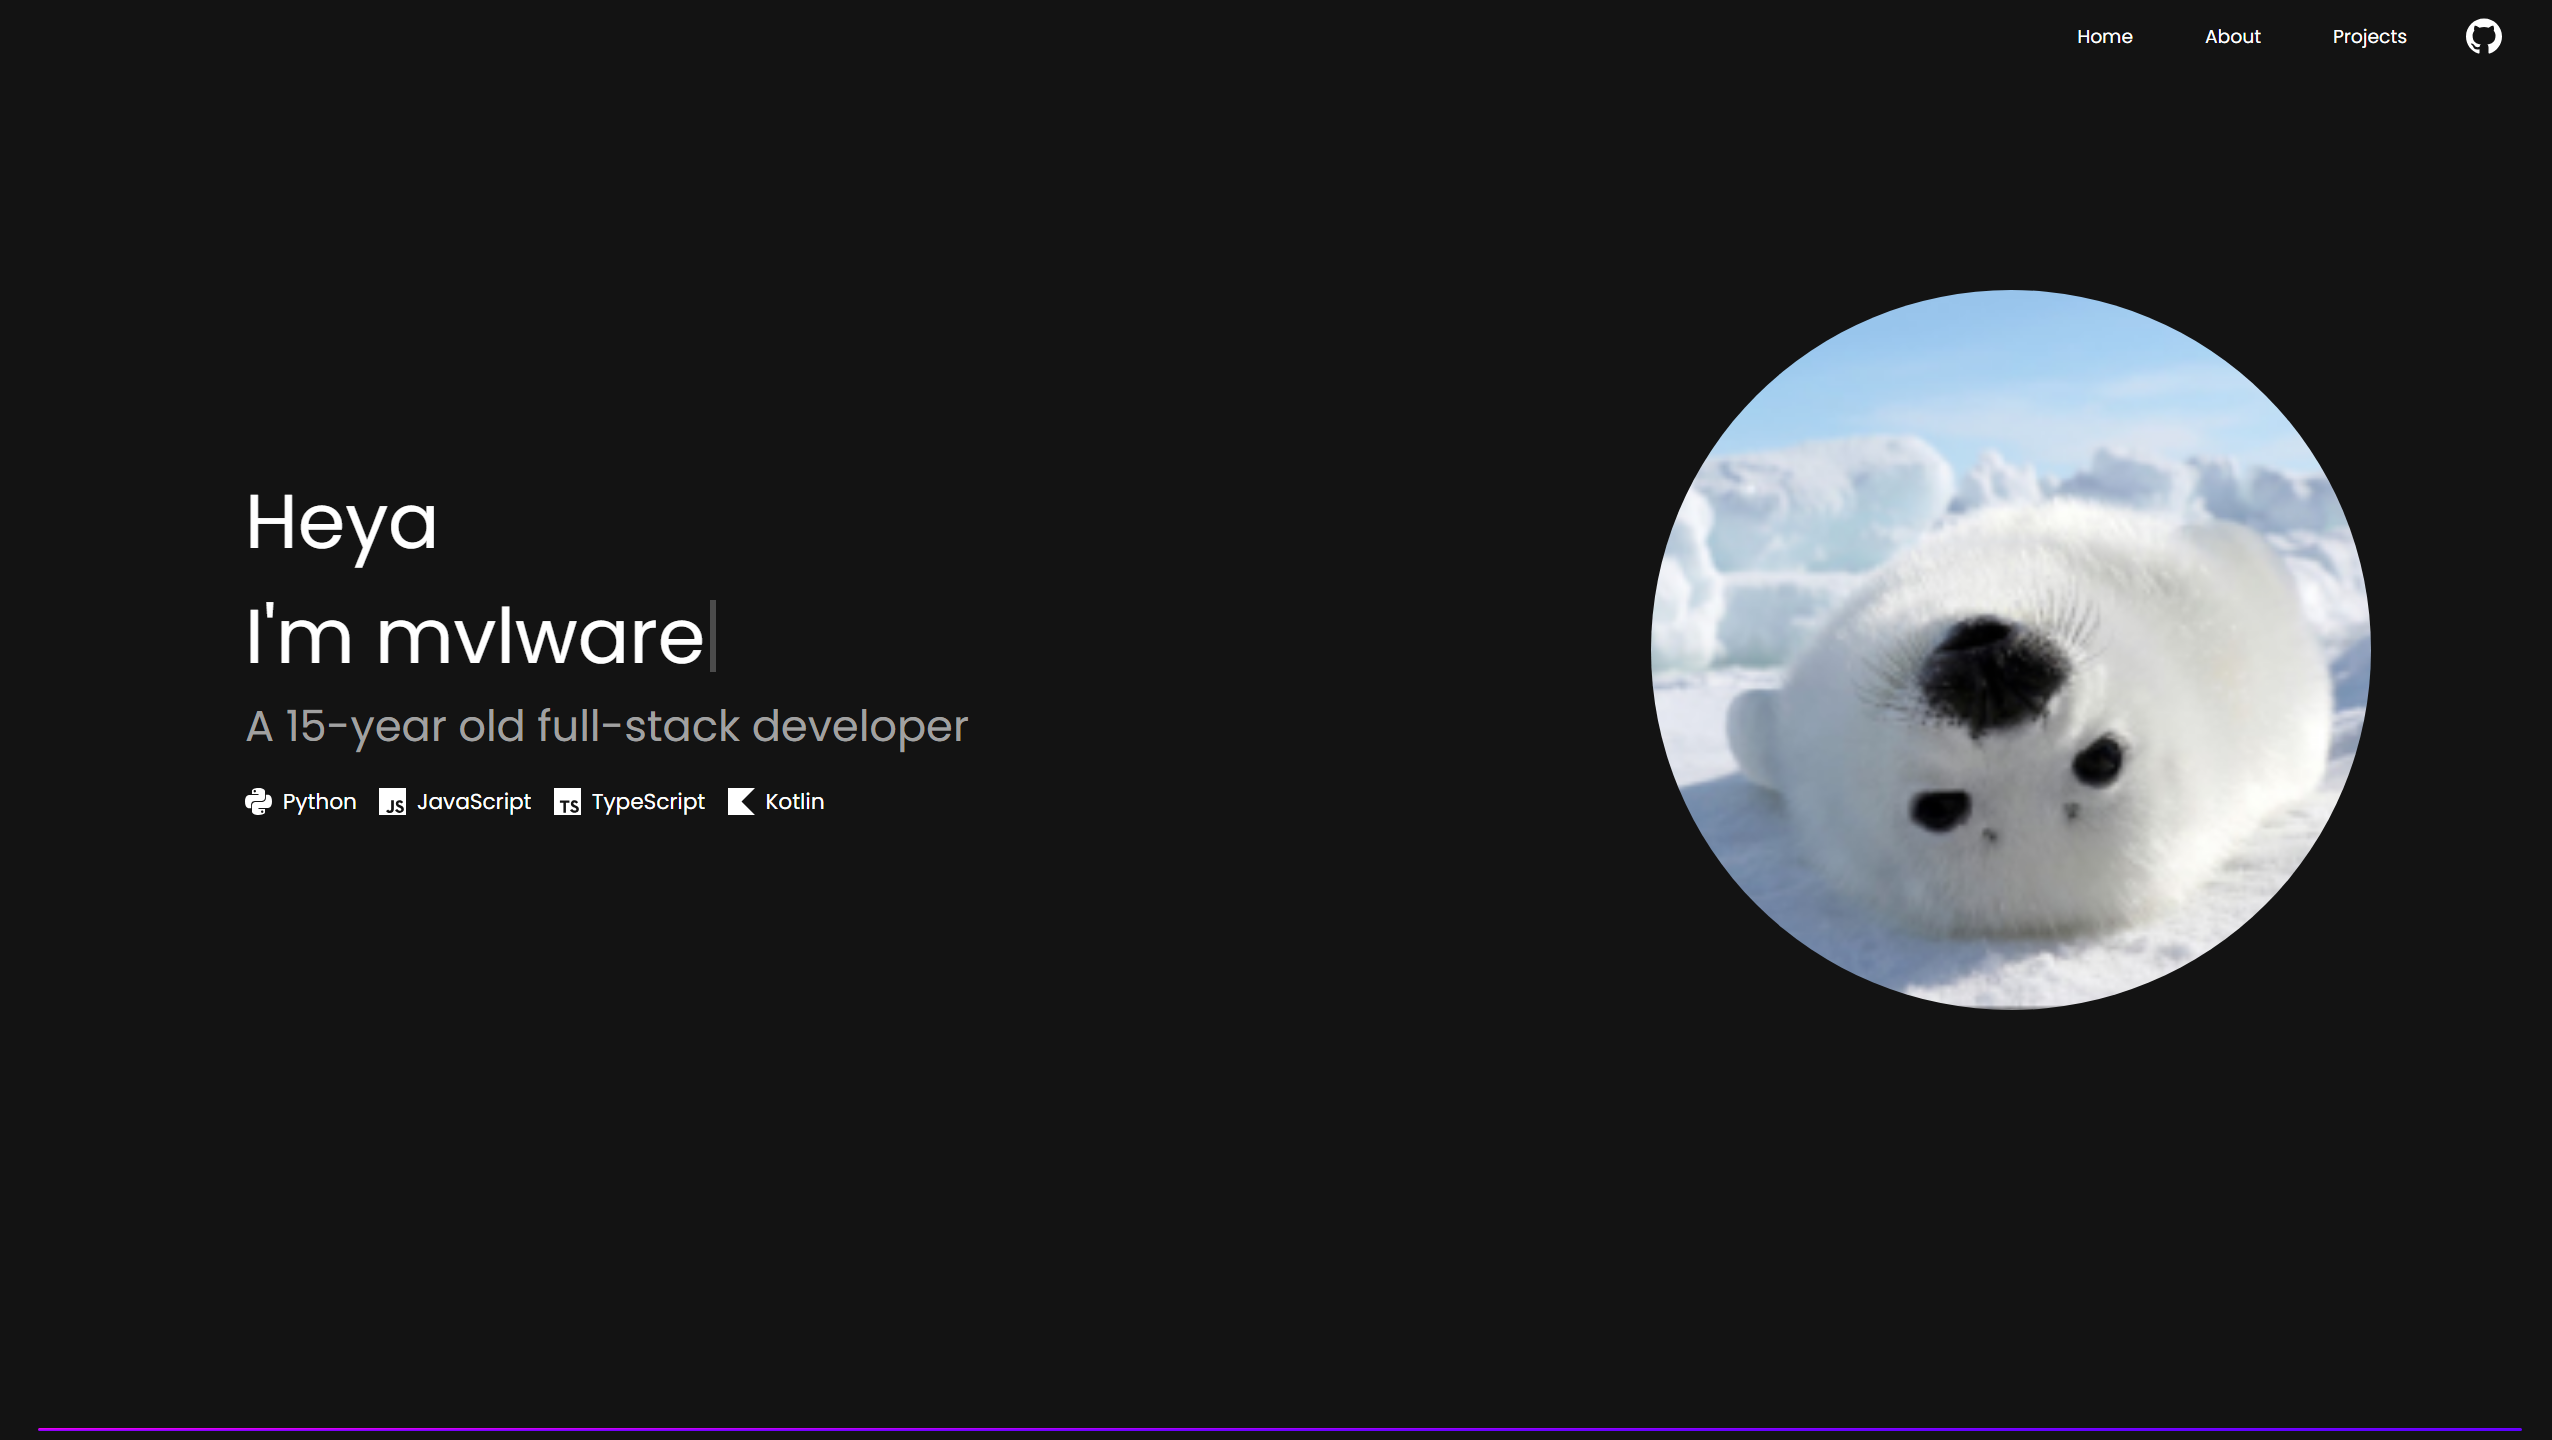 Home About Projects
Heya
I'm mvlware
A 15-year old full-stack developer
Python JS JavaScript TS TypeScript Kotlin